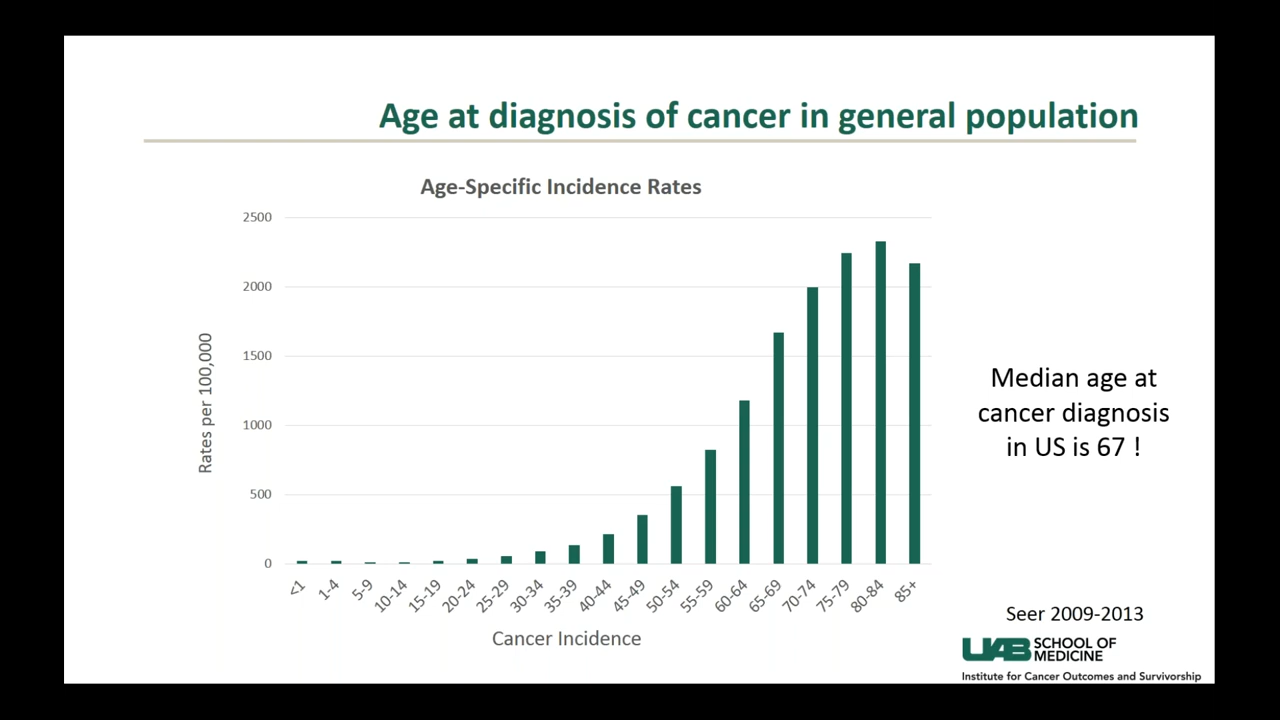 Age at diagnosis of cancer in general population
Age-Specific Incidence Rates
2500
2000
1500
1000
500
0
Rates per 100,000
<1
1-4
5-9
10-14
15-19
20-24
25-29
30-34
35-39
40-44
45-49
50-54
55-59
60-64
65-69
70-74
75-79
80-84
85+
Cancer Incidence
Median age at
cancer diagnosis
in US is 67 !
Seer 2009-2013
UAB SCHOOL OF
MEDICINE
Institute for Cancer Outcomes and Survivorship